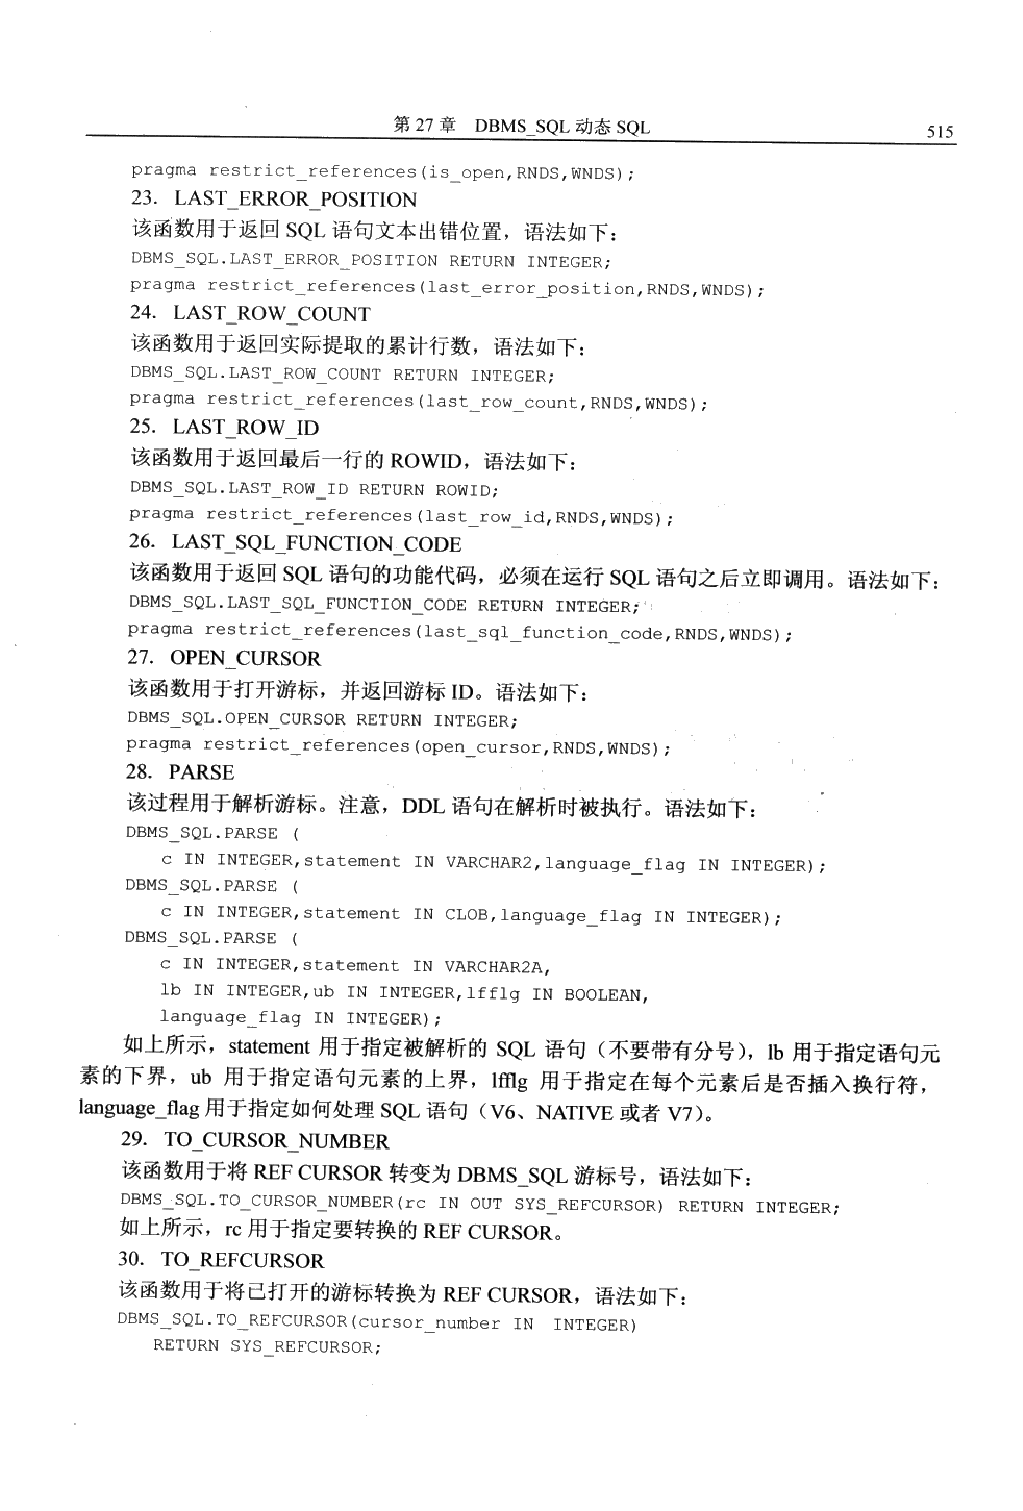 第 27 章 DBMS_SQL 动态 SQL
515
pragma restrict_references(is_open,RNDS,WNDS);
23．LAST_ERROR_POSITION
该函数用于返回 SQL 语句文本出错位置，语法如下：
DBMS_SQL.LAST_ERROR_POSITION RETURN INTEGER;
pragma restrict_references(last_error_position,RNDS,WNDS);
24．LAST_ROW_COUNT
该函数用于返回实际提取的累计行数，语法如下：
DBMS_SQL.LAST_ROW_COUNT RETURN INTEGER;
pragma restrict_references(last_row_count,RNDS,WNDS);
25．LAST_ROW_ID
该函数用于返回最后一行的 ROWID，语法如下：
DBMS_SQL.LAST_ROW_ID RETURN ROWID;
pragma restrict_references(last_row_id,RNDS,WNDS);
26．LAST_SQL_FUNCTION_CODE
该函数用于返回 SQL 语句的功能代码，必须在运行 SQL 语句之后立即调用。语法如下：
DBMS_SQL.LAST_SQL_FUNCTION_CODE RETURN INTEGER;
pragma restrict_references(last_sql_function_code,RNDS,WNDS);
27．OPEN_CURSOR
该函数用于打开游标，并返回游标 ID。语法如下：
DBMS_SQL.OPEN_CURSOR RETURN INTEGER;
pragma restrict_references(open_cursor,RNDS,WNDS);
28．PARSE
该过程用于解析游标。注意，DDL 语句在解析时被执行。语法如下：
DBMS_SQL.PARSE (
c IN INTEGER,statement IN VARCHAR2,language_flag IN INTEGER);
DBMS_SQL.PARSE (
c IN INTEGER,statement IN CLOB,language_flag IN INTEGER);
DBMS_SQL.PARSE (
c IN INTEGER,statement IN VARCHAR2A,
lb IN INTEGER,ub IN INTEGER,lfflg IN BOOLEAN,
language_flag IN INTEGER);
如上所示，statement 用于指定被解析的 SQL 语句（不要带有分号），lb 用于指定语句元
素的下界，ub 用于指定语句元素的上界，lfflg 用于指定在每个元素后是否插入换行符，
language_flag 用于指定如何处理 SQL 语句（V6、NATIVE 或者 V7）。
29．TO_CURSOR_NUMBER
该函数用于将 REF CURSOR 转变为 DBMS_SQL 游标号，语法如下：
DBMS_SQL.TO_CURSOR_NUMBER(rc IN OUT SYS_REFCURSOR) RETURN INTEGER;
如上所示，rc 用于指定要转换的 REF CURSOR。
30．TO_REFCURSOR
该函数用于将已打开的游标转换为 REF CURSOR，语法如下：
DBMS_SQL.TO_REFCURSOR(cursor_number IN INTEGER)
RETURN SYS_REFCURSOR;